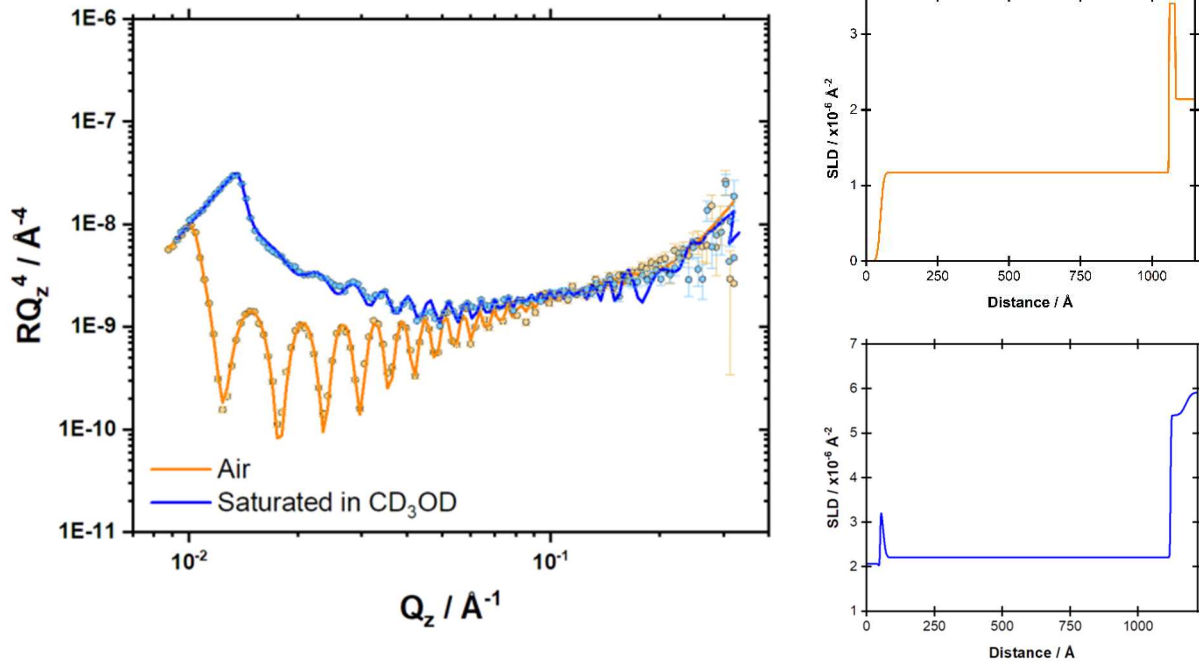 1E-6
1E-7
1E-8
1E-9
1E-10
1E-11
RQz⁴ / Å⁻⁴
Air
Saturated in CD₃OD
10⁻²
10⁻¹
Qz / Å⁻¹
3
2
1
0
SLD / x10⁻⁶ A⁻²
0 250 500 750 1000
Distance / Å
7
6
5
4
3
2
1
SLD / x10⁻⁶ A⁻²
0 250 500 750 1000
Distance / Å